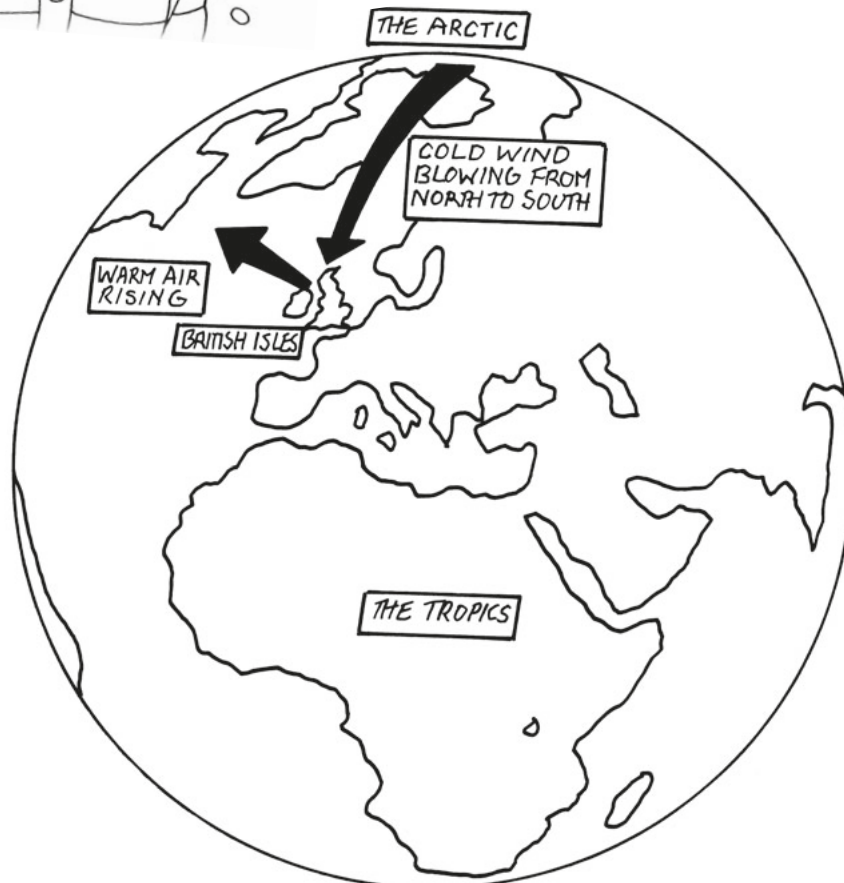 THE ARCTIC
COLD WIND
BLOWING FROM
NORTH TO SOUTH
WARM AIR
RISING
BRITISH ISLES
THE TROPICS